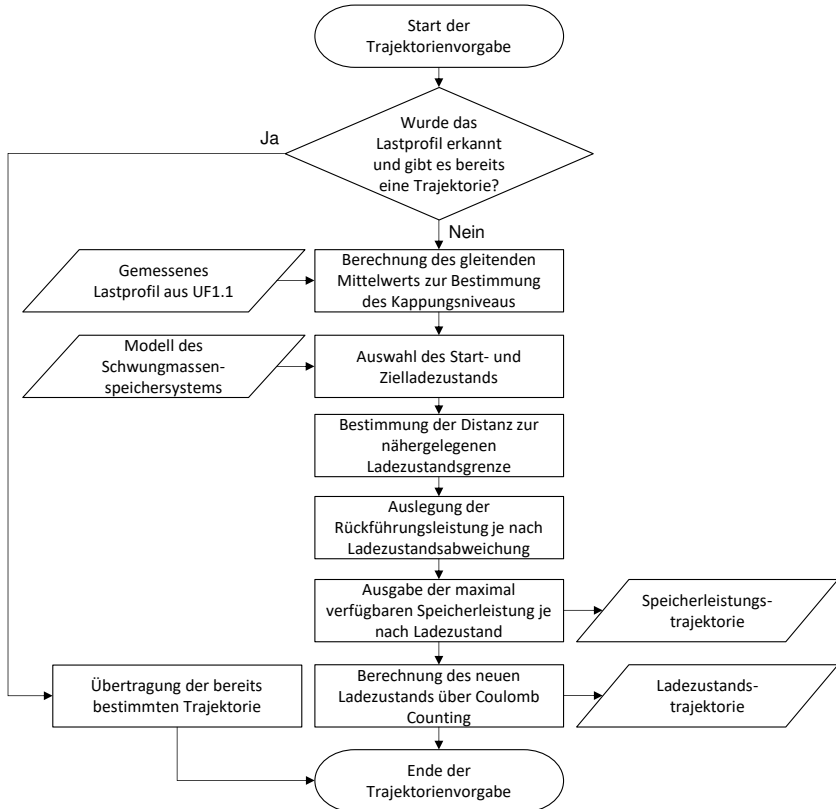 Start der
Trajektorienvorgabe
Wurde das
Lastprofil erkannt
und gibt es bereits
eine Trajektorie?
Ja
Nein
Gemessenes
Lastprofil aus UF1.1
Berechnung des gleitenden
Mittelwerts zur Bestimmung
des Kappungsniveaus
Modell des
Schwungmassen-
speichersystems
Auswahl des Start- und
Zielladezustands
Bestimmung der Distanz zur
nähergelegenen
Ladezustandsgrenze
Auslegung der
Rückführungsleistung je nach
Ladezustandsabweichung
Ausgabe der maximal
verfügbaren Speicherleistung je
nach Ladezustand
Speicherleistungs-
trajektorie
Übertragung der bereits
bestimmten Trajektorie
Berechnung des neuen
Ladezustands über Coulomb
Counting
Ladezustands-
trajektorie
Ende der
Trajektorienvorgabe